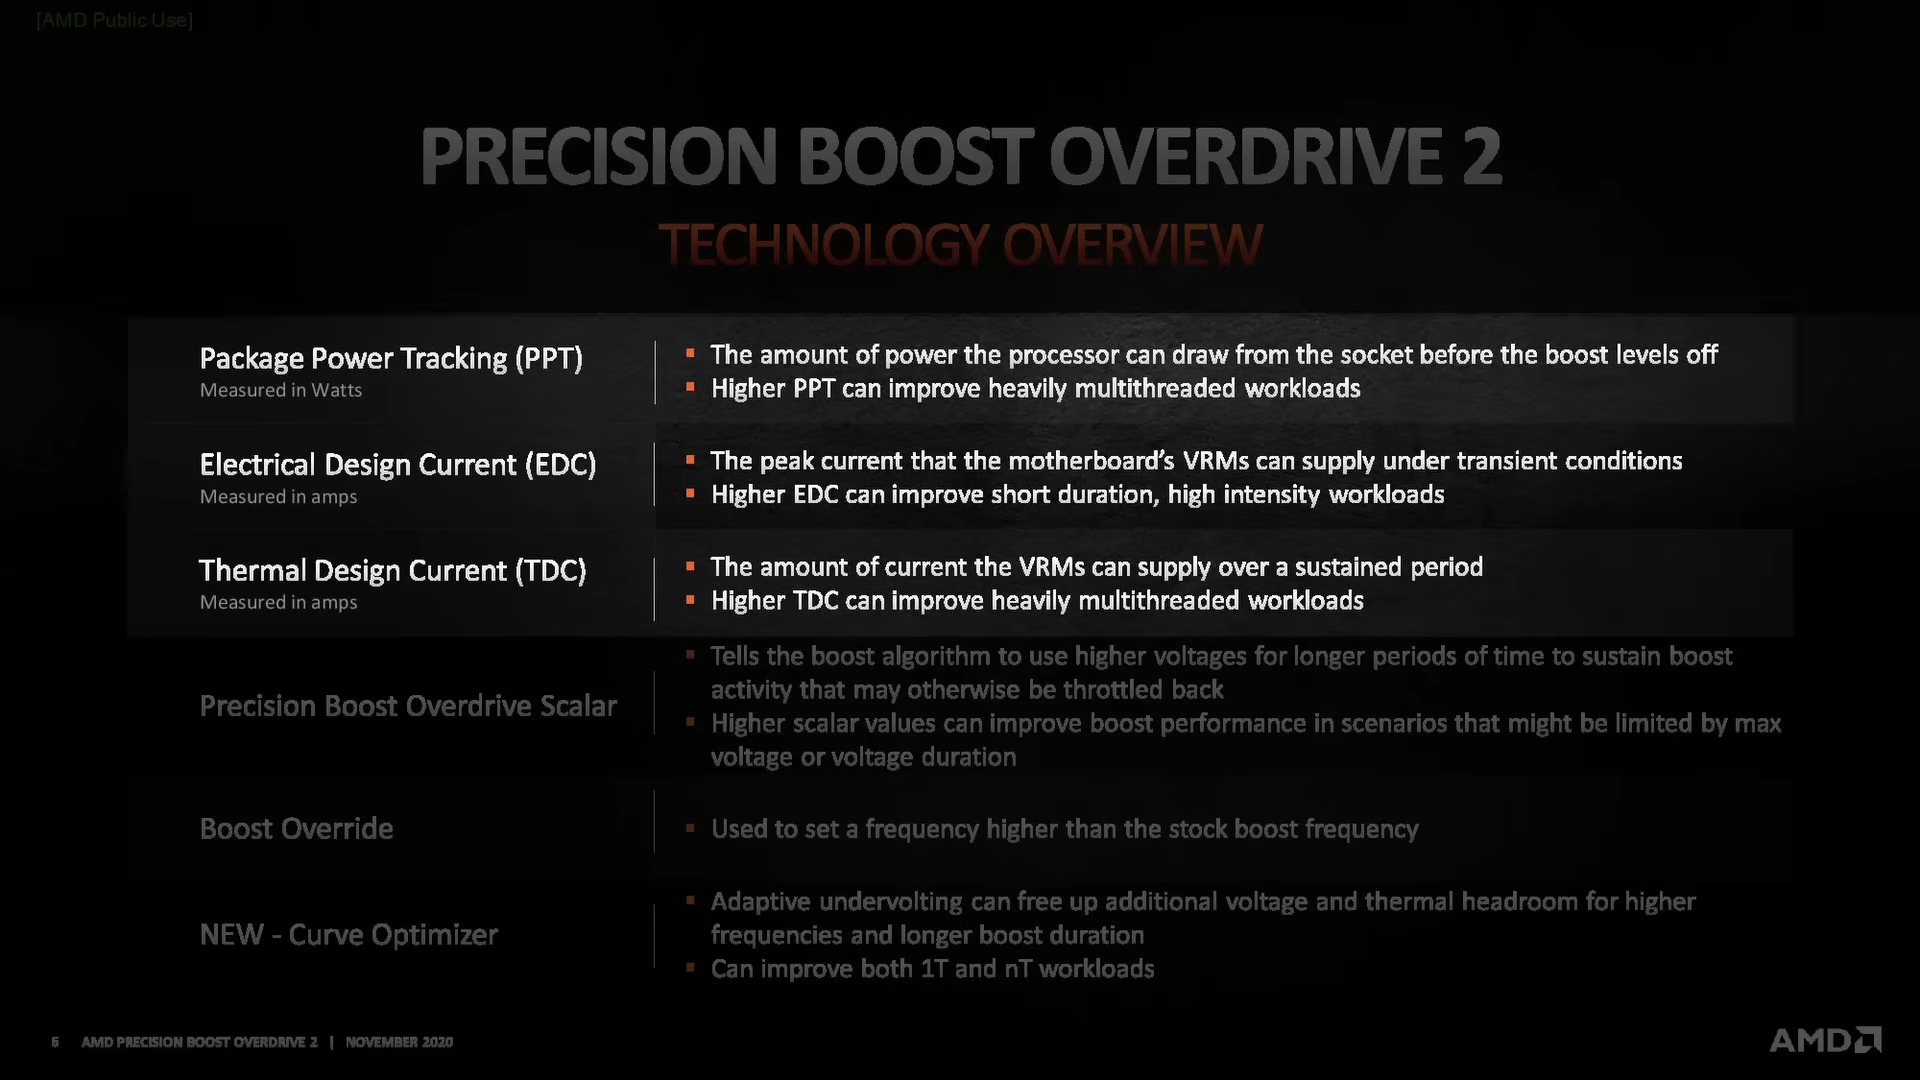 [AMD Public Use]
PRECISION BOOST OVERDRIVE 2
TECHNOLOGY OVERVIEW
Package Power Tracking (PPT)
Measured in Watts
▪ The amount of power the processor can draw from the socket before the boost levels off
▪ Higher PPT can improve heavily multithreaded workloads
Electrical Design Current (EDC)
Measured in amps
▪ The peak current that the motherboard's VRMs can supply under transient conditions
▪ Higher EDC can improve short duration, high intensity workloads
Thermal Design Current (TDC)
Measured in amps
▪ The amount of current the VRMs can supply over a sustained period
▪ Higher TDC can improve heavily multithreaded workloads
Precision Boost Overdrive Scalar
▪ Tells the boost algorithm to use higher voltages for longer periods of time to sustain boost
activity that may otherwise be throttled back
▪ Higher scalar values can improve boost performance in scenarios that might be limited by max
voltage or voltage duration
Boost Override
▪ Used to set a frequency higher than the stock boost frequency
NEW - Curve Optimizer
▪ Adaptive undervolting can free up additional voltage and thermal headroom for higher
frequencies and longer boost duration
▪ Can improve both 1T and nT workloads
6 AMD PRECISION BOOST OVERDRIVE 2 | NOVEMBER 2020
AMD